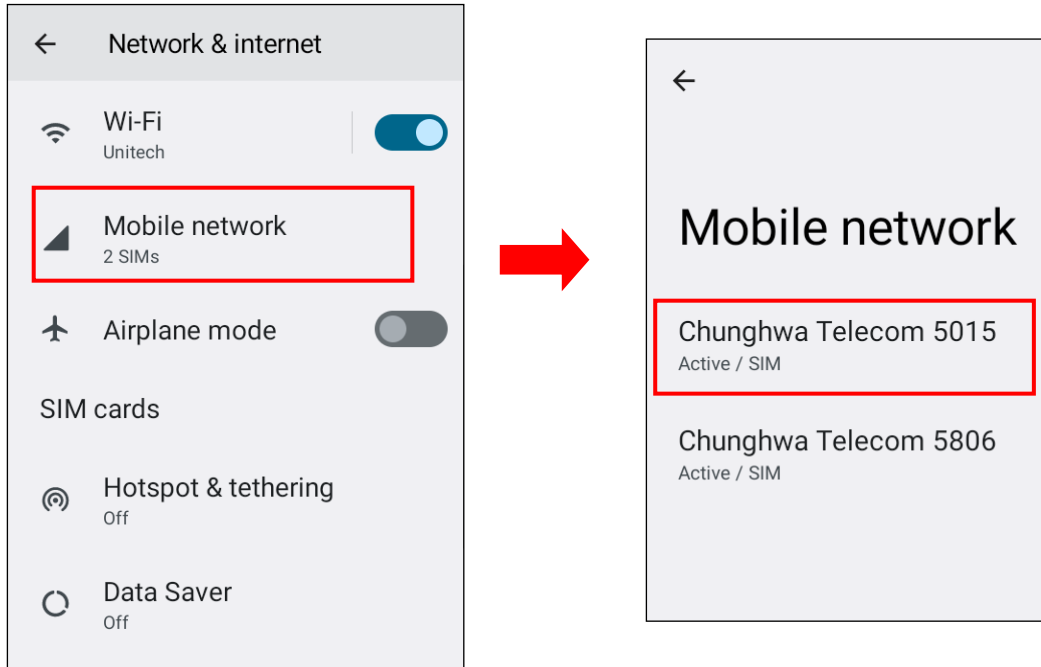 Network & internet
Wi-Fi
Unitech
Mobile network
2 SIMs
Airplane mode
SIM cards
Hotspot & tethering
Off
Data Saver
Off
Mobile network
Chunghwa Telecom 5015
Active / SIM
Chunghwa Telecom 5806
Active / SIM